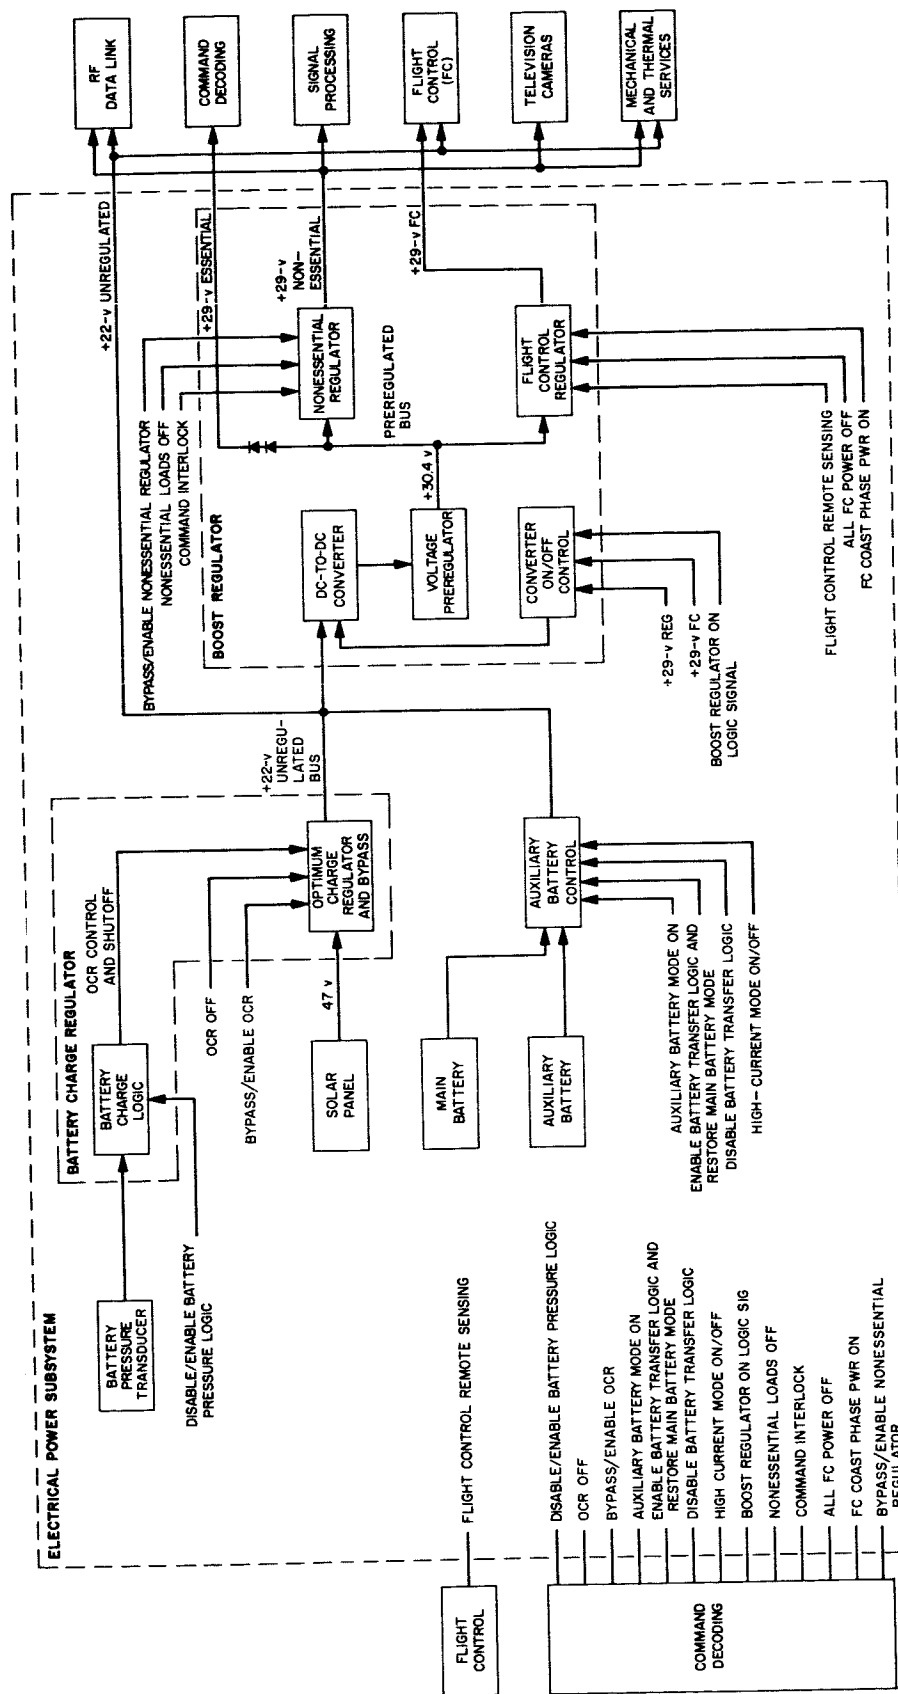 ELECTRICAL POWER SUBSYSTEM
BATTERY
PRESSURE
TRANSDUCER
DISABLE/ENABLE BATTERY
PRESSURE LOGIC
BATTERY CHARGE REGULATOR
BATTERY
CHARGE
LOGIC
OCR CONTROL
AND SHUTOFF
OCR OFF
BYPASS/ENABLE OCR
SOLAR
PANEL
47 v
OPTIMUM
CHARGE
REGULATOR
AND BYPASS
+22-v
UNREGU-
LATED
BUS
MAIN
BATTERY
AUXILIARY
BATTERY
AUXILIARY
BATTERY
CONTROL
AUXILIARY BATTERY MODE ON
ENABLE BATTERY TRANSFER LOGIC AND
RESTORE MAIN BATTERY MODE
DISABLE BATTERY TRANSFER LOGIC
HIGH-CURRENT MODE ON/OFF
+22-v UNREGULATED
BYPASS/ENABLE NONESSENTIAL REGULATOR
NONESSENTIAL LOADS OFF
COMMAND INTERLOCK
BOOST REGULATOR
DC-TO-DC
CONVERTER
VOLTAGE
PREREGULATOR
+30.4 v
CONVERTER
ON/OFF
CONTROL
+29-v REG
+29-v FC
BOOST REGULATOR ON
LOGIC SIGNAL
+29-v ESSENTIAL
+29-v
NON-
ESSENTIAL
NONESSENTIAL
REGULATOR
PREREGULATED
BUS
+29-v FC
FLIGHT
CONTROL
REGULATOR
FLIGHT CONTROL REMOTE SENSING
ALL FC POWER OFF
FC COAST PHASE PWR ON
RF
DATA LINK
COMMAND
DECODING
SIGNAL
PROCESSING
FLIGHT
CONTROL
(FC)
TELEVISION
CAMERAS
MECHANICAL
AND THERMAL
SERVICES
FLIGHT
CONTROL
FLIGHT CONTROL REMOTE SENSING
COMMAND
DECODING
DISABLE/ENABLE BATTERY PRESSURE LOGIC
OCR OFF
BYPASS/ENABLE OCR
AUXILIARY BATTERY MODE ON
ENABLE BATTERY TRANSFER LOGIC AND
RESTORE MAIN BATTERY MODE
DISABLE BATTERY TRANSFER LOGIC
HIGH CURRENT MODE ON/OFF
BOOST REGULATOR ON LOGIC SIG
NONESSENTIAL LOADS OFF
COMMAND INTERLOCK
ALL FC POWER OFF
FC COAST PHASE PWR ON
BYPASS/ENABLE NONESSENTIAL
REGULATOR